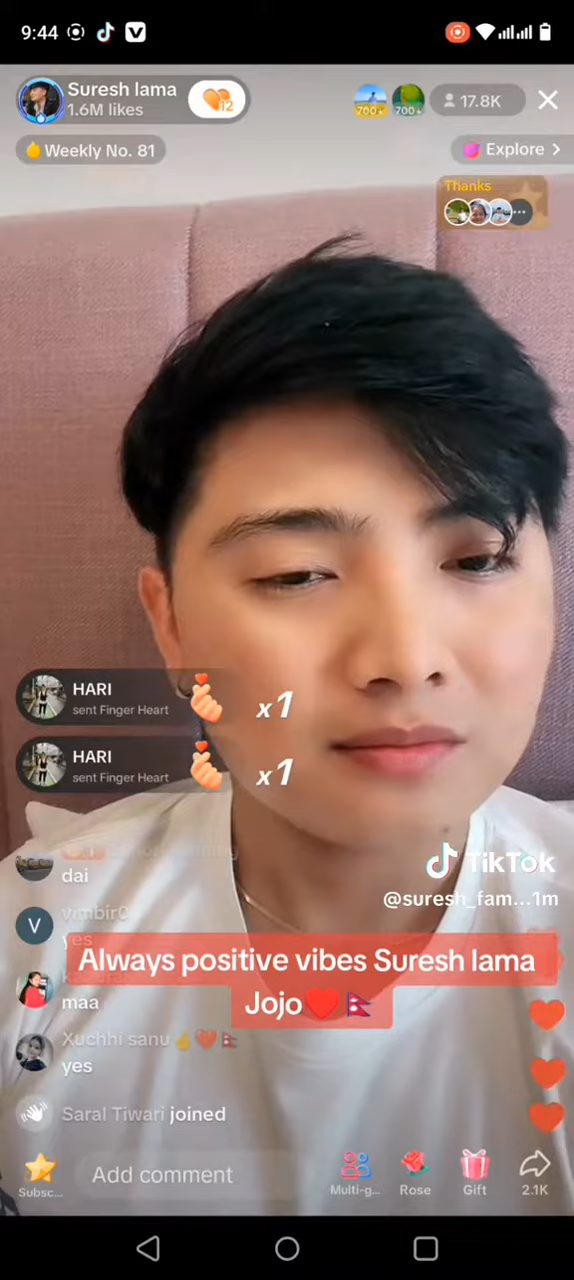 9:44
Suresh lama
1.6M likes
12
700+
700+
17.8K
Weekly No. 81
Explore >
Thanks
HARI
sent Finger Heart
x1
HARI
sent Finger Heart
x1
TikTok
@suresh_fam...1m
dai
V
yes
Always positive vibes Suresh lama
Jojo❤️🇳🇵
maa
Xuchhi sanu🤞💔🇳🇵
yes
Saral Tiwari joined
Subsc...
Add comment
Multi-g...
Rose
Gift
2.1K